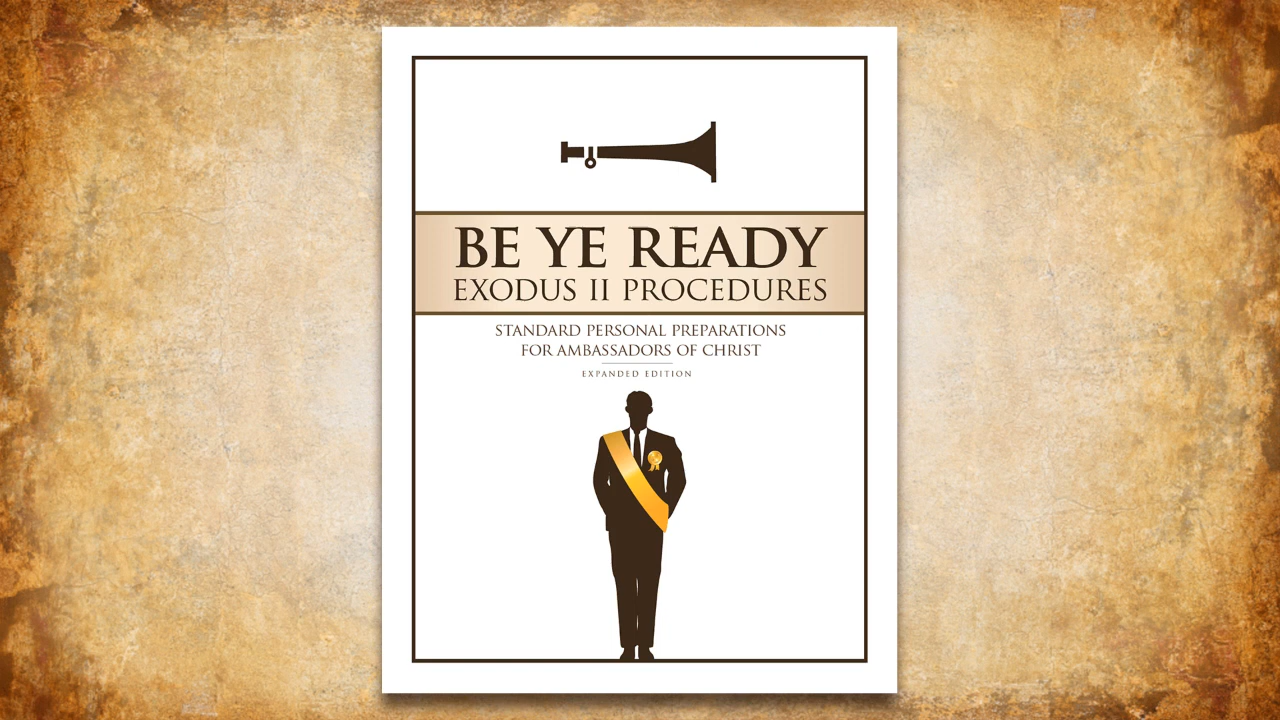 BE YE READY
EXODUS II PROCEDURES
STANDARD PERSONAL PREPARATIONS
FOR AMBASSADORS OF CHRIST
EXPANDED EDITION